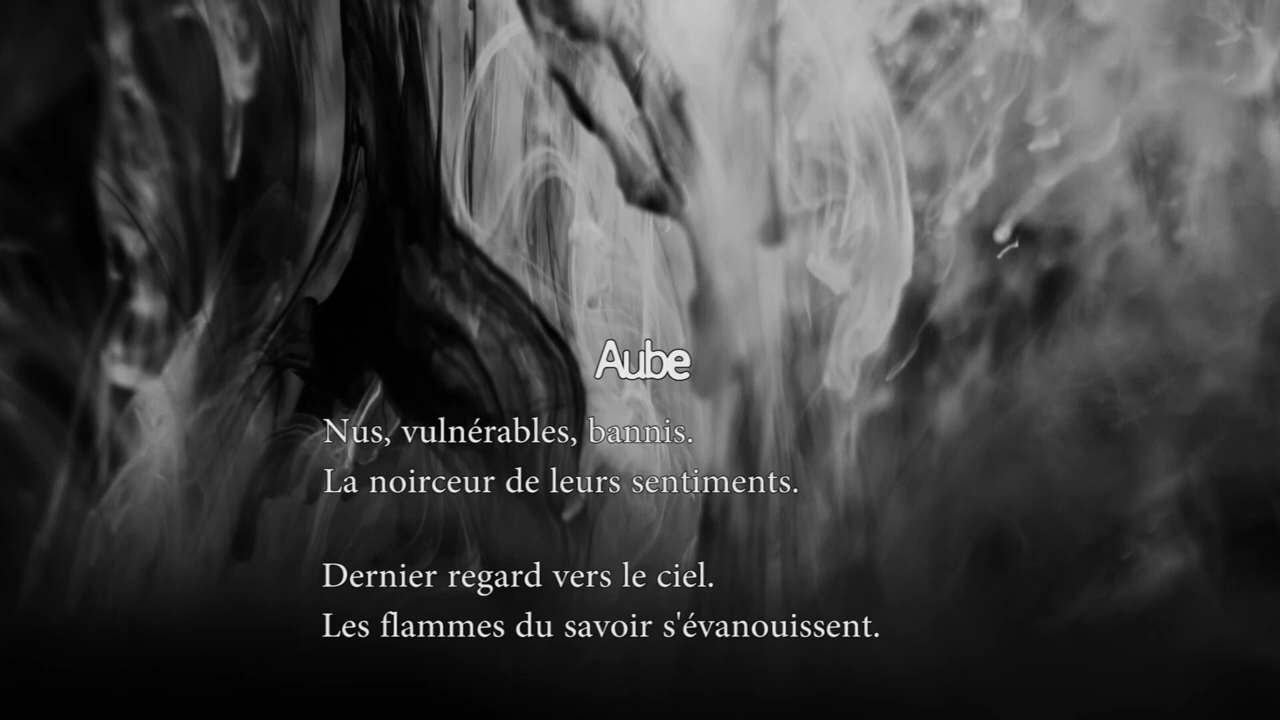 Aube
Nus, vulnérables, bannis.
La noirceur de leurs sentiments.
Dernier regard vers le ciel.
Les flammes du savoir s'évanouissent.